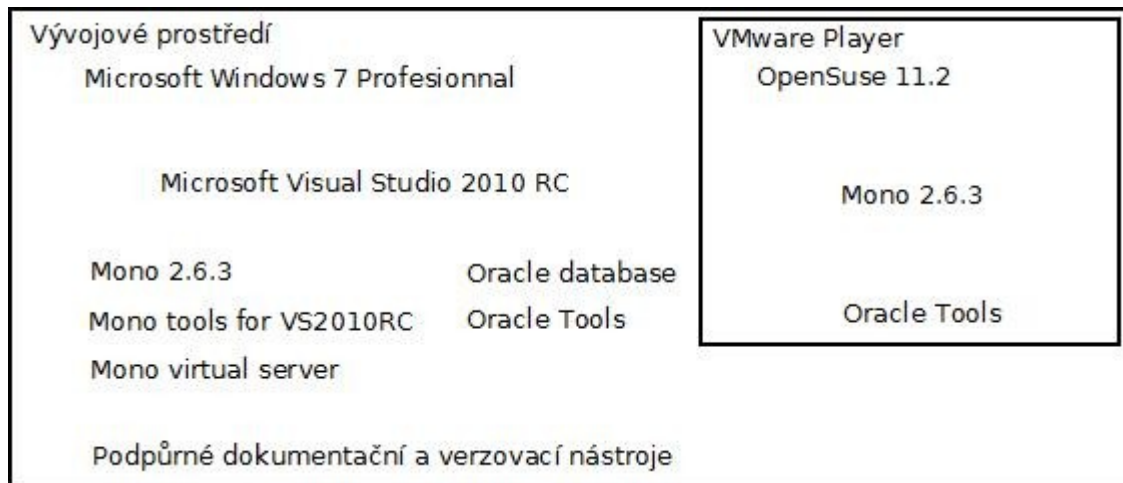 Vývojové prostředí
Microsoft Windows 7 Profesionnal
Microsoft Visual Studio 2010 RC
Mono 2.6.3
Oracle database
Mono tools for VS2010RC
Oracle Tools
Mono virtual server
Podpůrné dokumentační a verzovací nástroje
VMware Player
OpenSuse 11.2
Mono 2.6.3
Oracle Tools